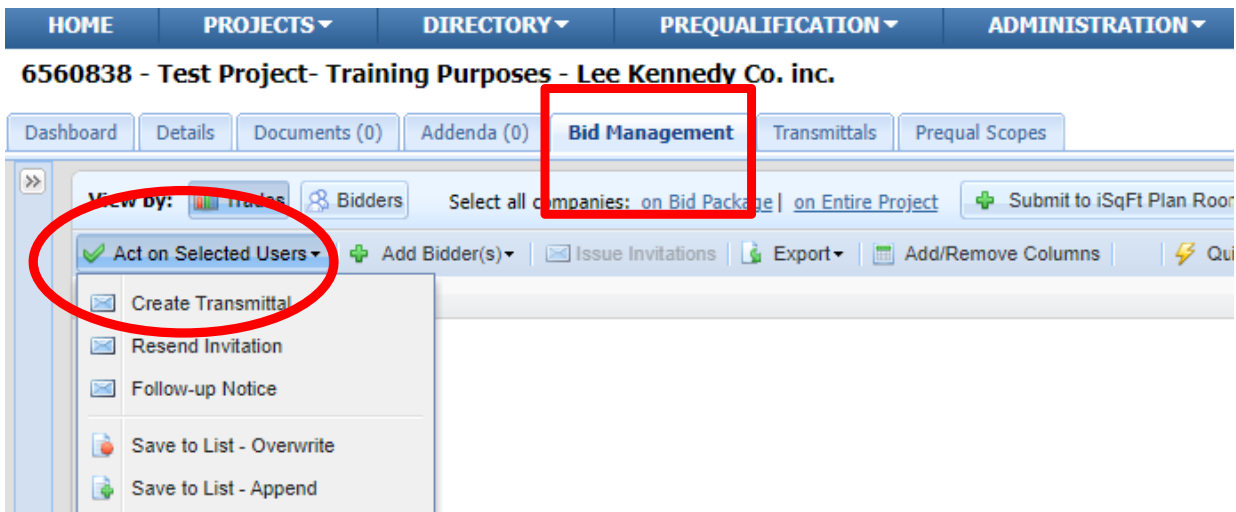 HOME PROJECTS DIRECTORY PREQUALIFICATION ADMINISTRATION
6560838 - Test Project- Training Purposes - Lee Kennedy Co. inc.
Dashboard Details Documents (0) Addenda (0) Bid Management Transmittals Prequal Scopes
View by: Trades Bidders Select all companies: on Bid Package | on Entire Project Submit to iSqFt Plan Room
Act on Selected Users Add Bidder(s) Issue Invitations Export Add/Remove Columns Qui
Create Transmittal
Resend Invitation
Follow-up Notice
Save to List - Overwrite
Save to List - Append